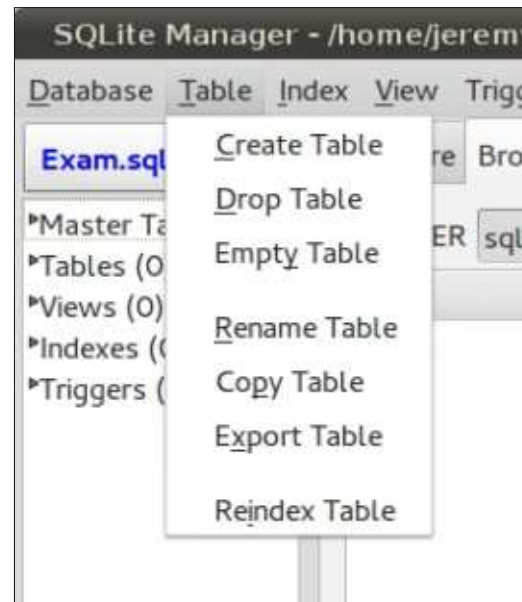 SQLite Manager - /home/jerem
Database Table Index View Trigg
Exam.sql
Create Table
Drop Table
Empty Table
Rename Table
Copy Table
Export Table
Reindex Table
re Bro
ER sql
Master Ta
Tables (0
Views (0)
Indexes (
Triggers (